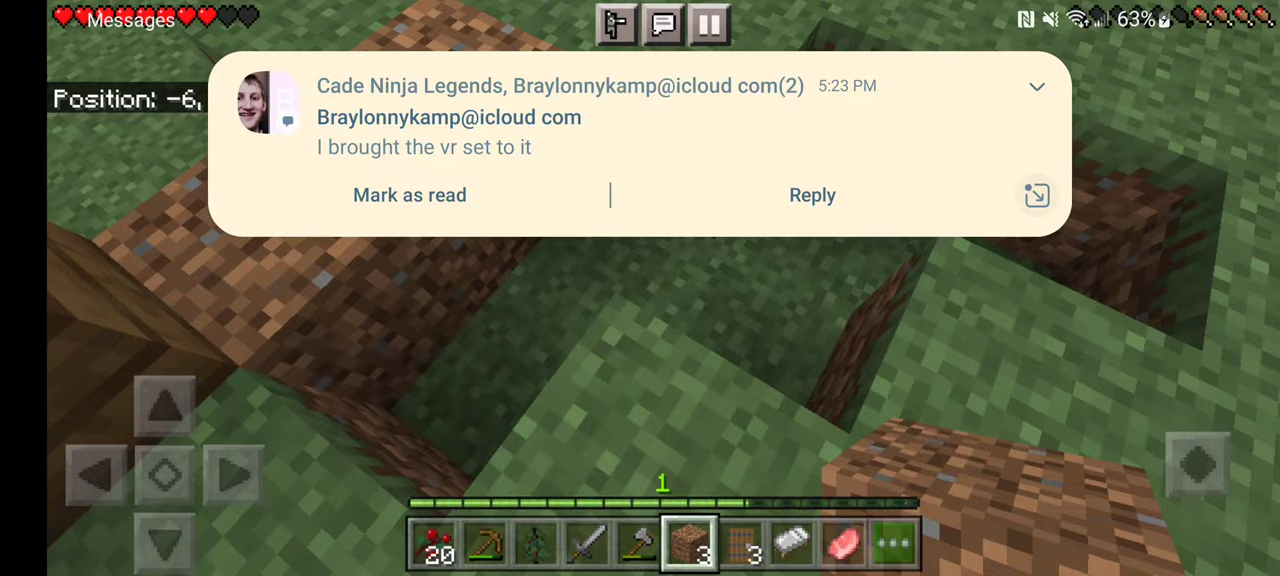 Messages
63%
Position: -6,
Cade Ninja Legends, Braylonnykamp@icloud com(2) 5:23 PM
Braylonnykamp@icloud com
I brought the vr set to it
Mark as read
Reply
1
20
3
3